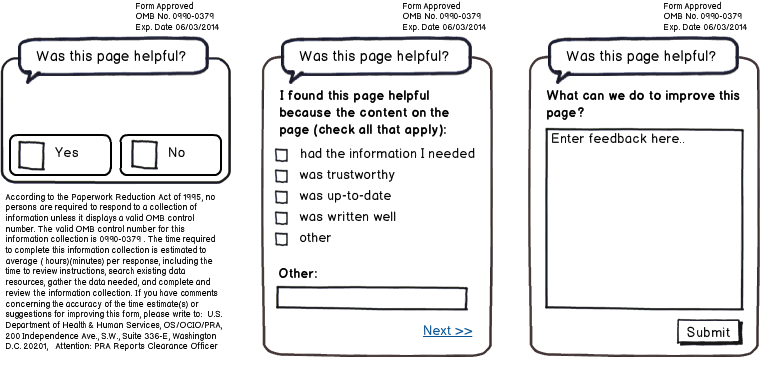 Form Approved
OMB No. 0990-0379
Exp. Date 06/03/2014
Was this page helpful?
Yes
No
According to the Paperwork Reduction Act of 1995, no
persons are required to respond to a collection of
information unless it displays a valid OMB control
number. The valid OMB control number for this
information collection is 0990-0379 . The time required
to complete this information collection is estimated to
average ( hours)(minutes) per response, including the
time to review instructions, search existing data
resources, gather the data needed, and complete and
review the information collection. If you have comments
concerning the accuracy of the time estimate(s) or
suggestions for improving this form, please write to: U.S.
Department of Health & Human Services, OS/OCIO/PRA,
200 Independence Ave., S.W., Suite 336-E, Washington
D.C. 20201, Attention: PRA Reports Clearance Officer
Form Approved
OMB No. 0990-0379
Exp. Date 06/03/2014
Was this page helpful?
I found this page helpful
because the content on the
page (check all that apply):
had the information I needed
was trustworthy
was up-to-date
was written well
other
Other:
Next >>
Form Approved
OMB No. 0990-0379
Exp. Date 06/03/2014
Was this page helpful?
What can we do to improve this
page?
Enter feedback here..
Submit